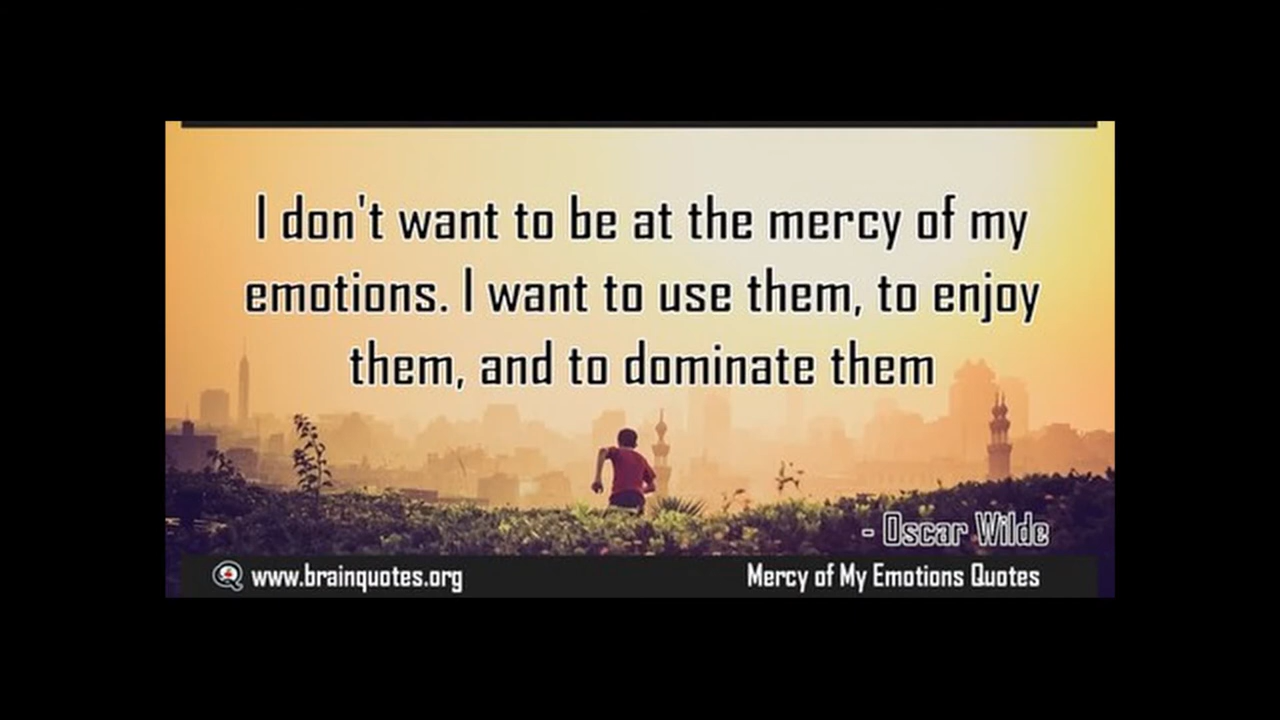 I don't want to be at the mercy of my
emotions. I want to use them, to enjoy
them, and to dominate them
- Oscar Wilde
www.brainquotes.org
Mercy of My Emotions Quotes